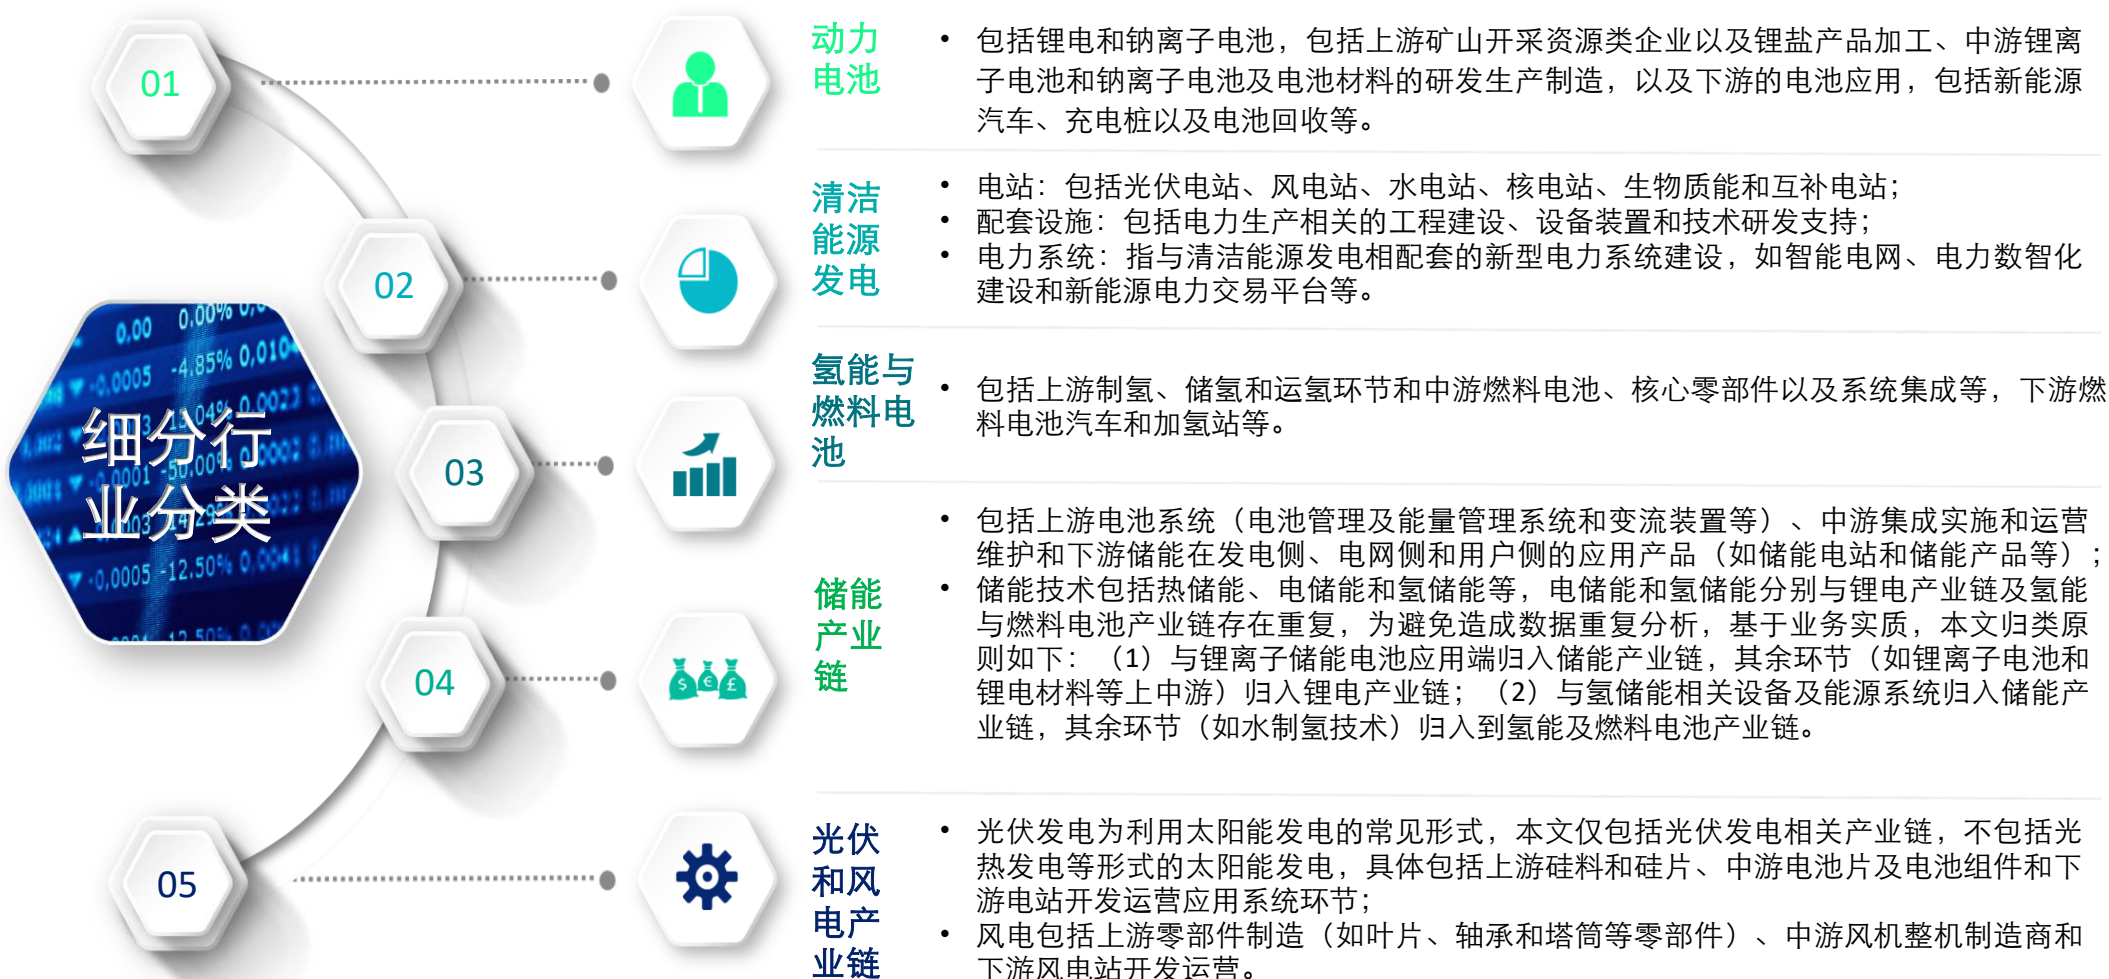 01
动力
电池
• 包括锂电和钠离子电池，包括上游矿山开采资源类企业以及锂盐产品加工、中游锂离
子电池和钠离子电池及电池材料的研发生产制造，以及下游的电池应用，包括新能源
汽车、充电桩以及电池回收等。
02
清洁
能源
发电
• 电站：包括光伏电站、风电站、水电站、核电站、生物质能和互补电站；
• 配套设施：包括电力生产相关的工程建设、设备装置和技术研发支持；
• 电力系统：指与清洁能源发电相配套的新型电力系统建设，如智能电网、电力数智化
建设和新能源电力交易平台等。
细分行
业分类
0,00 0.00%
-0,0005 -4.85% 0,010
-0,0005 -12.50% 0,0041
03
氢能与
燃料电
池
• 包括上游制氢、储氢和运氢环节和中游燃料电池、核心零部件以及系统集成等，下游燃
料电池汽车和加氢站等。
04
$ € £
储能
产业
链
• 包括上游电池系统（电池管理及能量管理系统和变流装置等）、中游集成实施和运营
维护和下游储能在发电侧、电网侧和用户侧的应用产品（如储能电站和储能产品等）；
• 储能技术包括热储能、电储能和氢储能等，电储能和氢储能分别与锂电产业链及氢能
与燃料电池产业链存在重复，为避免造成数据重复分析，基于业务实质，本文归类原
则如下：（1）与锂离子储能电池应用端归入储能产业链，其余环节（如锂离子电池和
锂电材料等上中游）归入锂电产业链；（2）与氢储能相关设备及能源系统归入储能产
业链，其余环节（如水制氢技术）归入到氢能及燃料电池产业链。
05
光伏
和风
电产
业链
• 光伏发电为利用太阳能发电的常见形式，本文仅包括光伏发电相关产业链，不包括光
热发电等形式的太阳能发电，具体包括上游硅料和硅片、中游电池片及电池组件和下
游电站开发运营应用系统环节；
• 风电包括上游零部件制造（如叶片、轴承和塔筒等零部件）、中游风机整机制造商和
下游风电站开发运营。